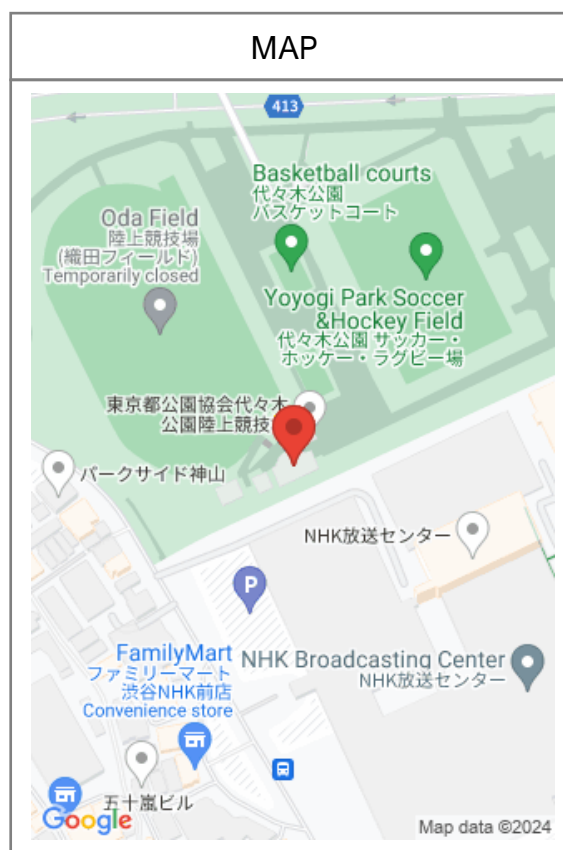 MAP
413
Basketball courts
代々木公園
バスケットコート
Oda Field
陸上競技場
(織田フィールド)
Temporarily closed
Yoyogi Park Soccer
&Hockey Field
代々木公園 サッカー・
ホッケー・ラグビー場
東京都公園協会代々木
公園陸上競技
パークサイド神山
NHK放送センター
P
FamilyMart
ファミリーマート
渋谷NHK前店
Convenience store
NHK Broadcasting Center
NHK放送センター
五十嵐ビル
Google
Map data ©2024